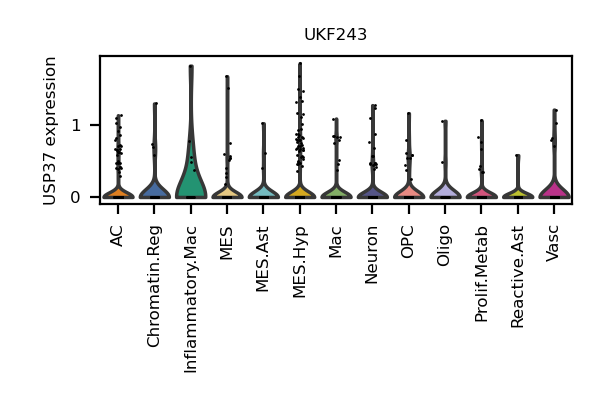 UKF243
USP37 expression
1
0
AC
Chromatin.Reg
Inflammatory.Mac
MES
MES.Ast
MES.Hyp
Mac
Neuron
OPC
Oligo
Prolif.Metab
Reactive.Ast
Vasc